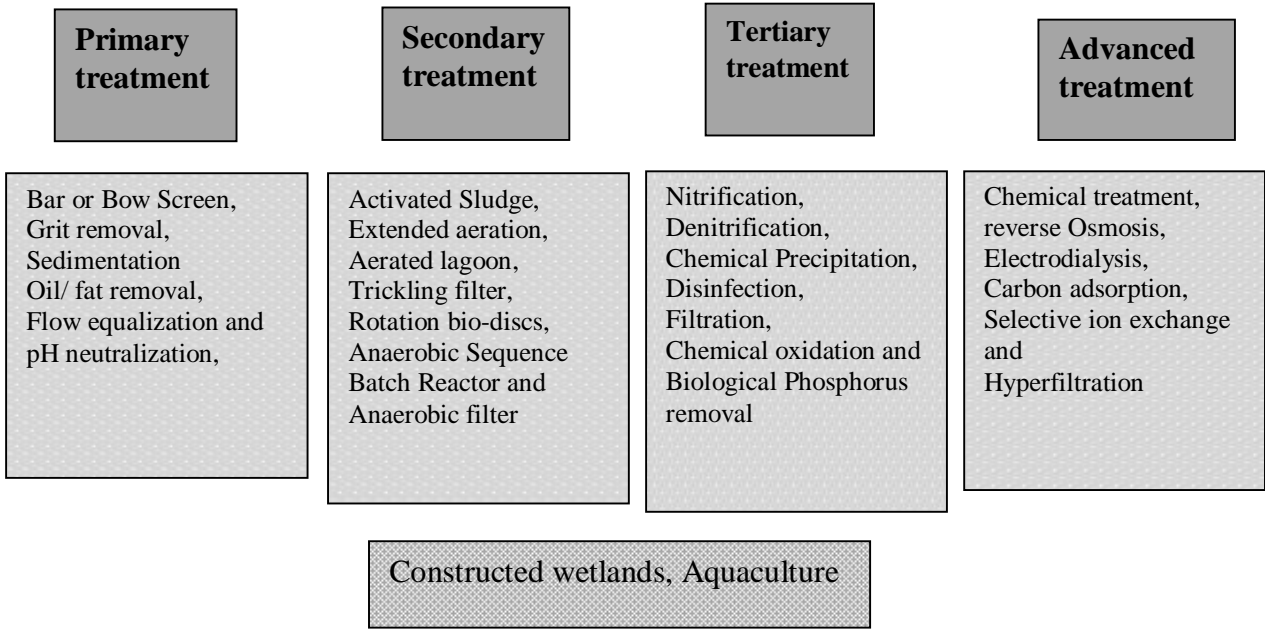 Primary
treatment
Secondary
treatment
Tertiary
treatment
Advanced
treatment
Bar or Bow Screen,
Grit removal,
Sedimentation
Oil/ fat removal,
Flow equalization and
pH neutralization,
Activated Sludge,
Extended aeration,
Aerated lagoon,
Trickling filter,
Rotation bio-discs,
Anaerobic Sequence
Batch Reactor and
Anaerobic filter
Nitrification,
Denitrification,
Chemical Precipitation,
Disinfection,
Filtration,
Chemical oxidation and
Biological Phosphorus
removal
Chemical treatment,
reverse Osmosis,
Electrodialysis,
Carbon adsorption,
Selective ion exchange
and
Hyperfiltration
Constructed wetlands, Aquaculture